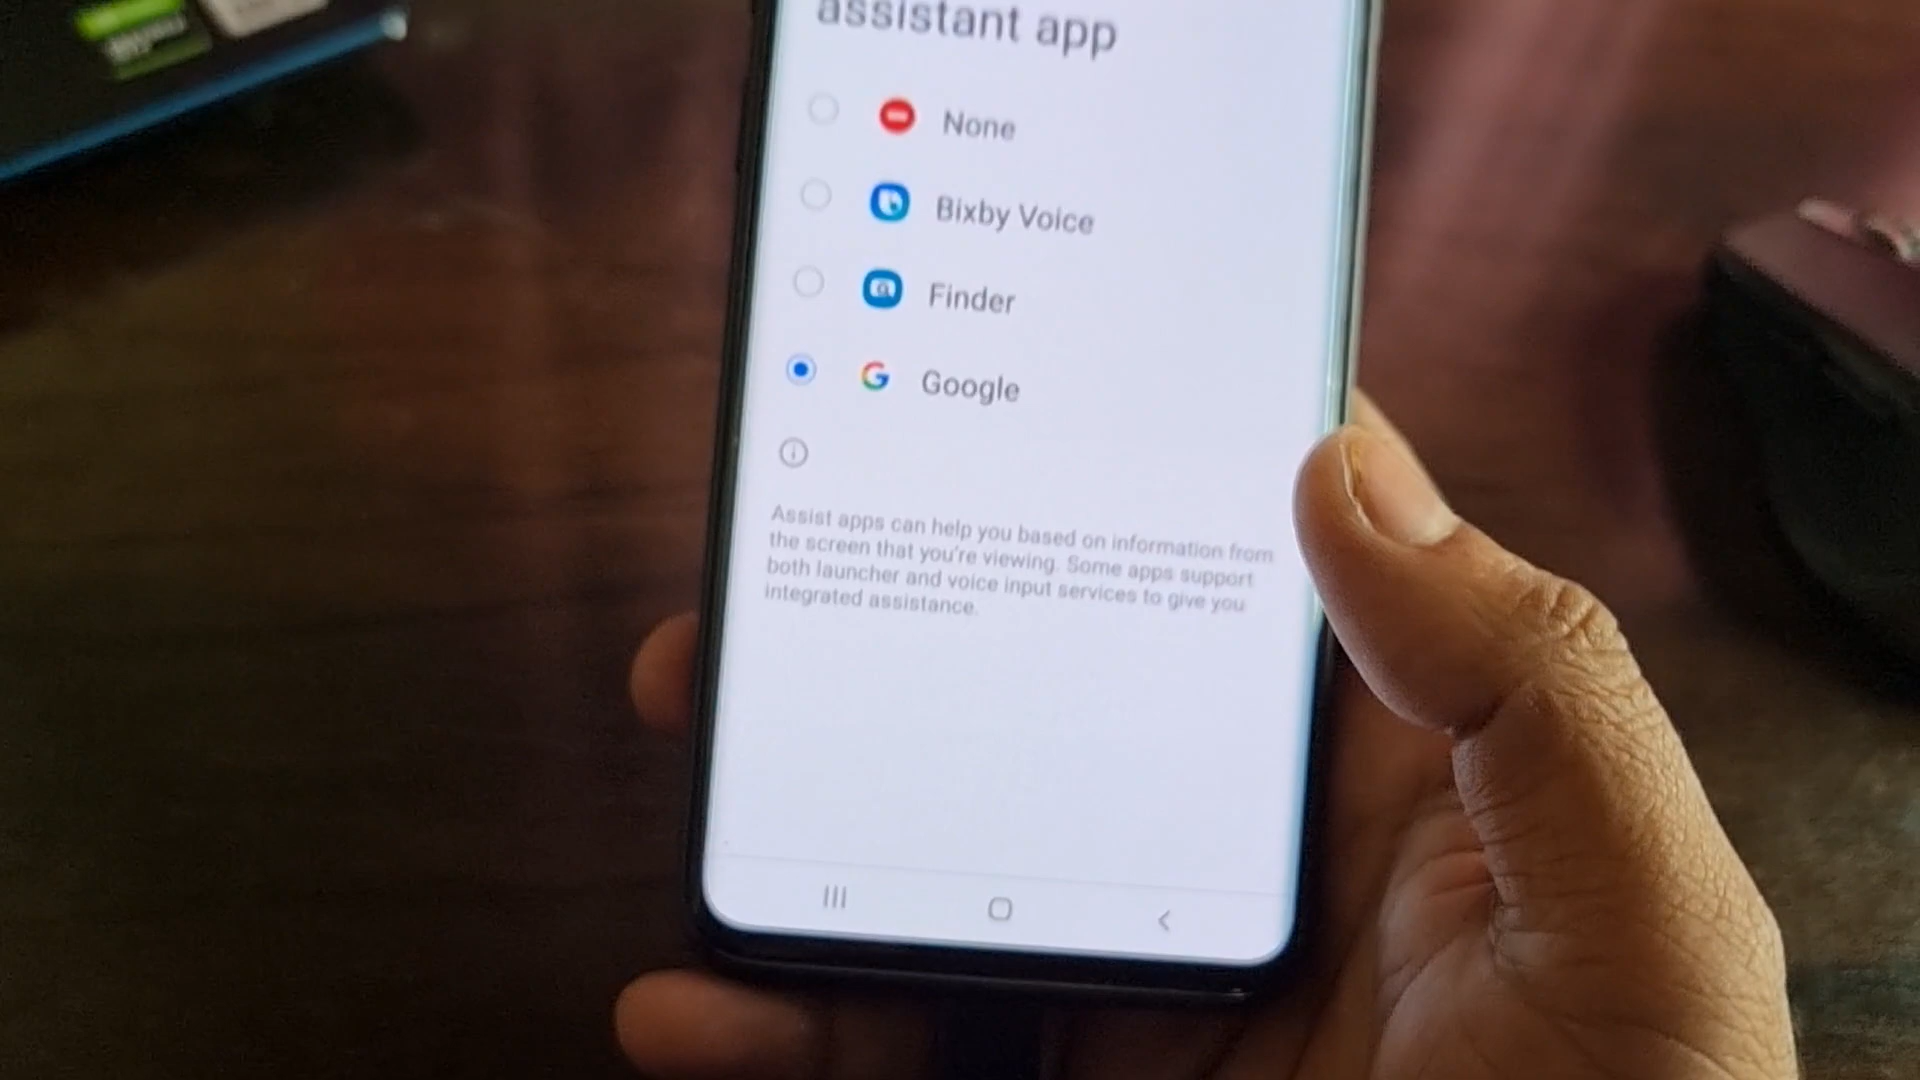 assistant app
None
Bixby Voice
Finder
Google
Assist apps can help you based on information from
the screen that you're viewing. Some apps support
both launcher and voice input services to give you
integrated assistance.